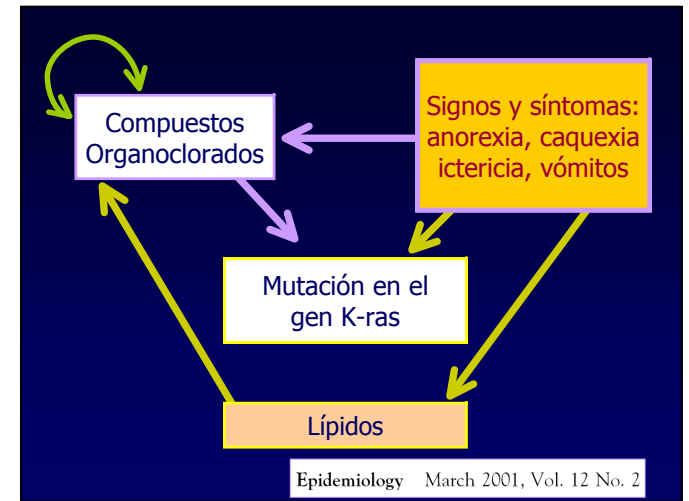 Compuestos
Organoclorados
Signos y síntomas:
anorexia, caquexia
ictericia, vómitos
Mutación en el
gen K-ras
Lípidos
Epidemiology March 2001, Vol. 12 No. 2